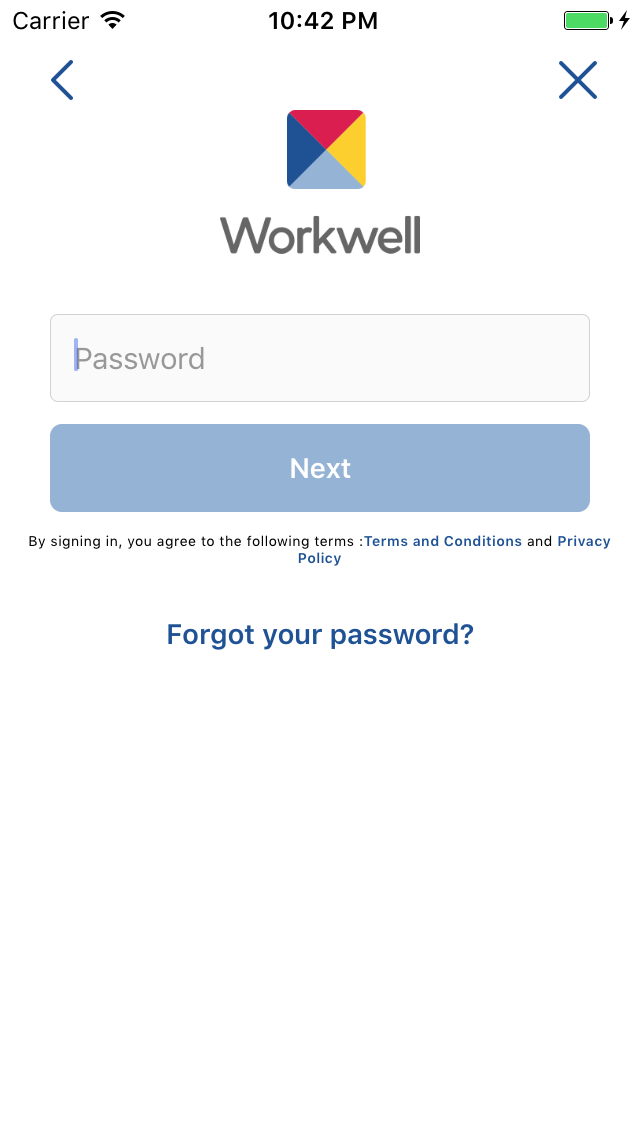 Carrier 10:42 PM
Workwell
Password
Next
By signing in, you agree to the following terms :Terms and Conditions and Privacy
Policy
Forgot your password?